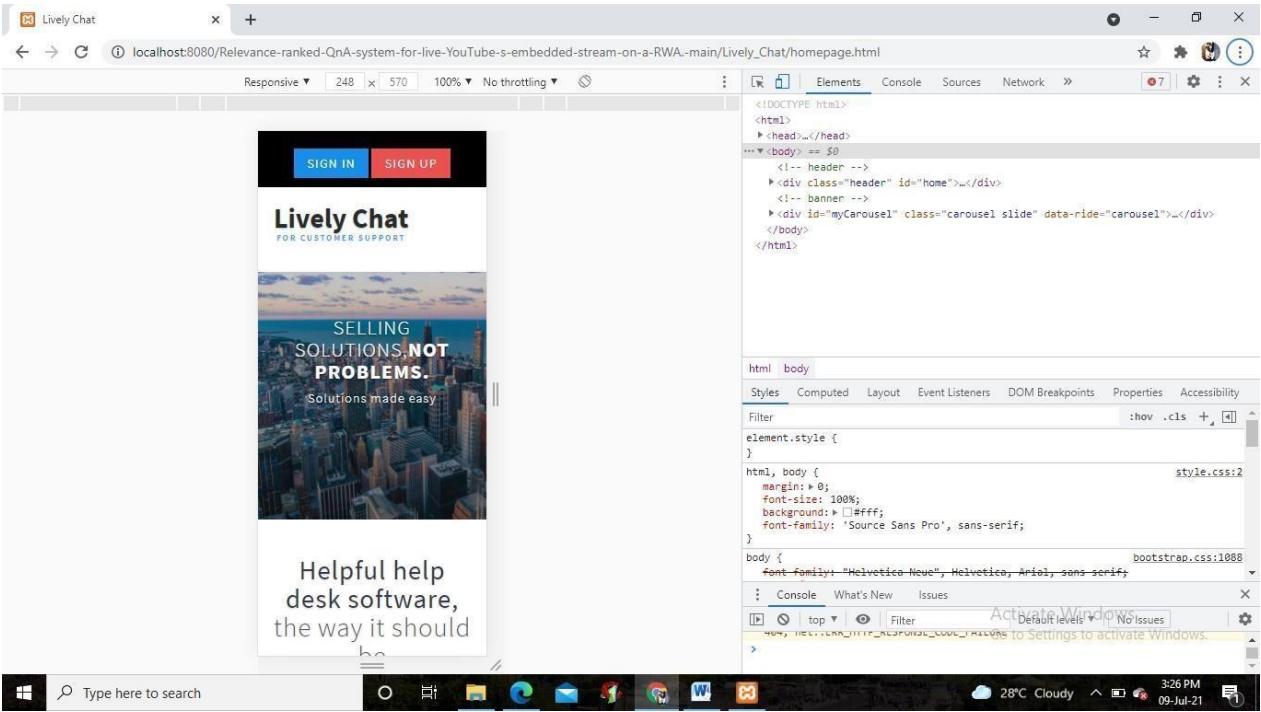 Lively Chat
localhost:8080/Relevance-ranked-QnA-system-for-live-YouTube-s-embedded-stream-on-a-RWA.-main/Lively_Chat/homepage.html
Responsive ▼ 248 x 570 100% ▼ No throttling ▼
Elements Console Sources Network » 7
SIGN IN SIGN UP
Lively Chat
FOR CUSTOMER SUPPORT
SELLING
SOLUTIONS,NOT
PROBLEMS.
Solutions made easy
Helpful help
desk software,
the way it should
be
<!DOCTYPE html>
<html>
<head>…</head>
<body> == $0
<!-- header -->
<div class="header" id="home">…</div>
<!-- banner -->
<div id="myCarousel" class="carousel slide" data-ride="carousel">…</div>
</body>
</html>
html body
Styles Computed Layout Event Listeners DOM Breakpoints Properties Accessibility
Filter :hov .cls +
element.style {
}
html, body { style.css:2
margin: 0;
font-size: 100%;
background: #fff;
font-family: 'Source Sans Pro', sans-serif;
}
body { bootstrap.css:1088
font-family: "Helvetica Neue", Helvetica, Arial, sans-serif;
Console What's New Issues
top ▼ Filter Default levels ▼ No Issues
Activate Windows
Go to Settings to activate Windows.
404, net::ERR_HTTP_RESPONSE_CODE_FAILURE
Type here to search
28°C Cloudy
3:26 PM
09-Jul-21
1